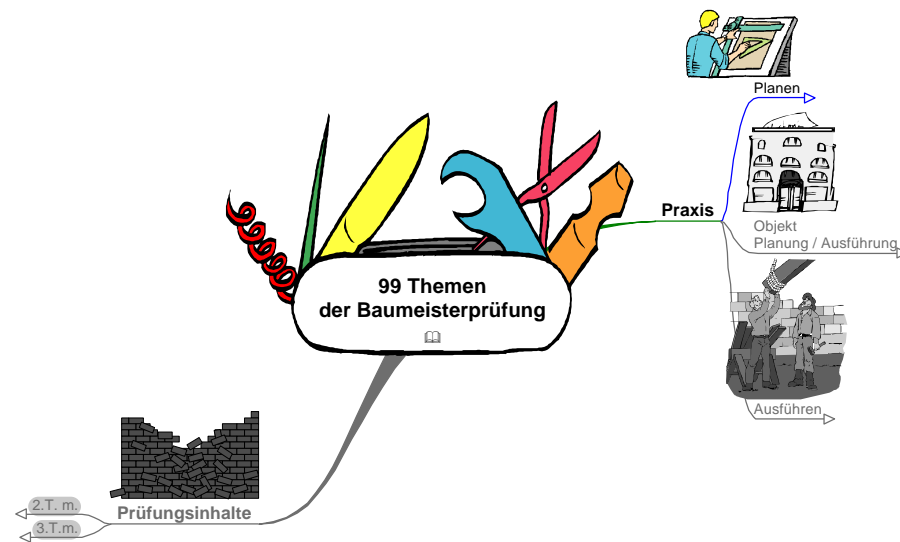 Planen
Praxis
Objekt
Planung / Ausführung
99 Themen
der Baumeisterprüfung
Ausführen
2.T. m.
Prüfungsinhalte
3.T.m.